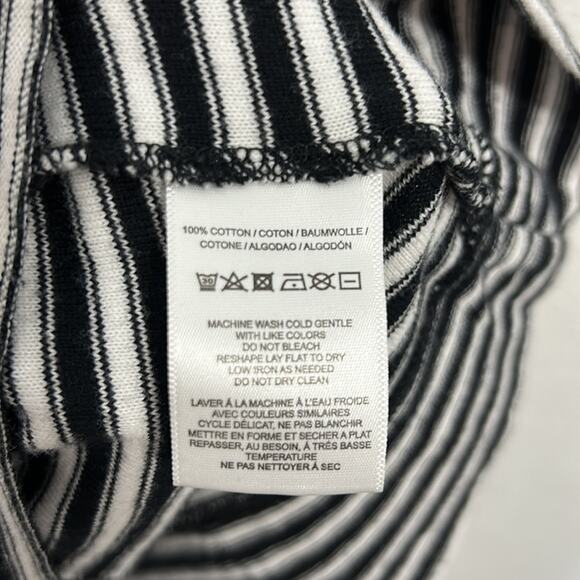 100% COTTON / COTON / BAUMWOLLE /
COTONE / ALGODAO / ALGODÓN
30
MACHINE WASH COLD GENTLE
WITH LIKE COLORS
DO NOT BLEACH
RESHAPE LAY FLAT TO DRY
LOW IRON AS NEEDED
DO NOT DRY CLEAN
LAVER Á LA MACHINE Á L'EAU FROIDE
AVEC COULEURS SIMILAIRES
CYCLE DÉLICAT, NE PAS BLANCHIR
METTRE EN FORME ET SECHER A PLAT
REPASSER, AU BESOIN, Á TRÉS BASSE
TEMPERATURE
NE PAS NETTOYER Á SEC